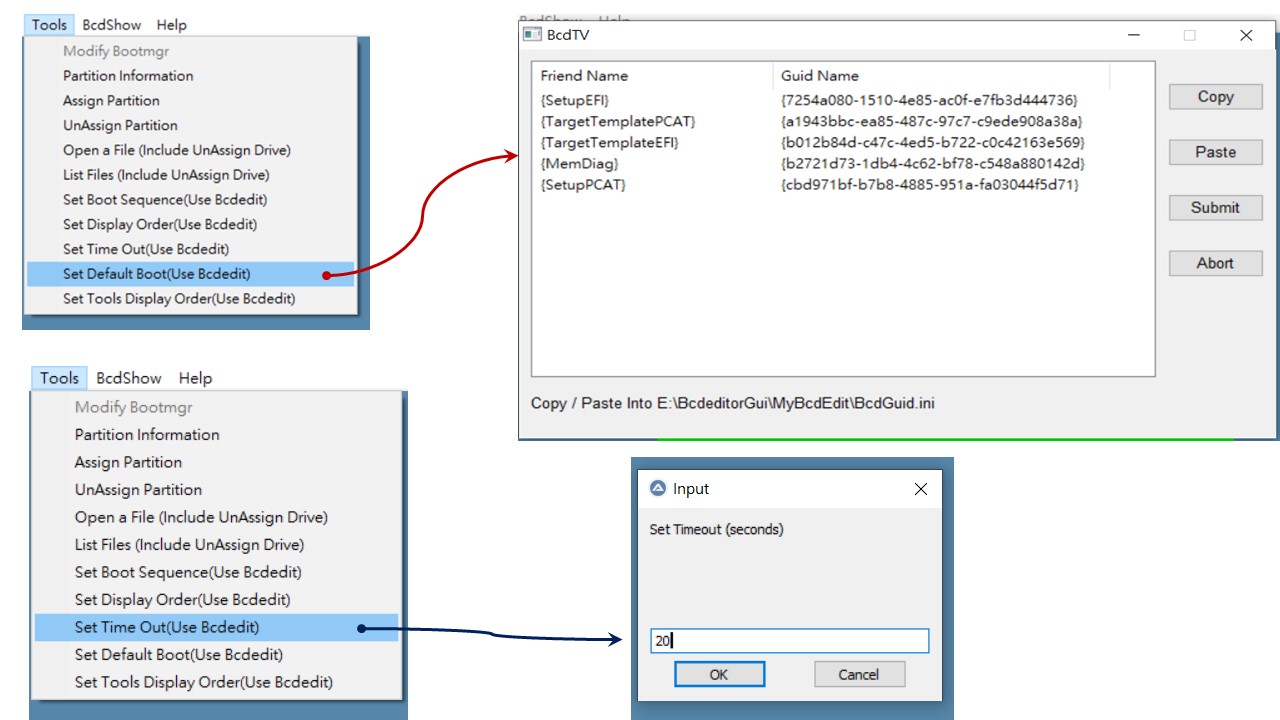 Tools BcdShow Help
Modify Bootmgr
Partition Information
Assign Partition
UnAssign Partition
Open a File (Include UnAssign Drive)
List Files (Include UnAssign Drive)
Set Boot Sequence(Use Bcdedit)
Set Display Order(Use Bcdedit)
Set Time Out(Use Bcdedit)
Set Default Boot(Use Bcdedit)
Set Tools Display Order(Use Bcdedit)
BcdShow Help
BcdTV
Friend Name Guid Name
{SetupEFI} {7254a080-1510-4e85-ac0f-e7fb3d444736}
{TargetTemplatePCAT} {a1943bbc-ea85-487c-97c7-c9ede908a38a}
{TargetTemplateEFI} {b012b84d-c47c-4ed5-b722-c0c42163e569}
{MemDiag} {b2721d73-1db4-4c62-bf78-c548a880142d}
{SetupPCAT} {cbd971bf-b7b8-4885-951a-fa03044f5d71}
Copy
Paste
Submit
Abort
Copy / Paste Into E:\BcdeditorGui\MyBcdEdit\BcdGuid.ini
Tools BcdShow Help
Modify Bootmgr
Partition Information
Assign Partition
UnAssign Partition
Open a File (Include UnAssign Drive)
List Files (Include UnAssign Drive)
Set Boot Sequence(Use Bcdedit)
Set Display Order(Use Bcdedit)
Set Time Out(Use Bcdedit)
Set Default Boot(Use Bcdedit)
Set Tools Display Order(Use Bcdedit)
Input
Set Timeout (seconds)
20
OK Cancel